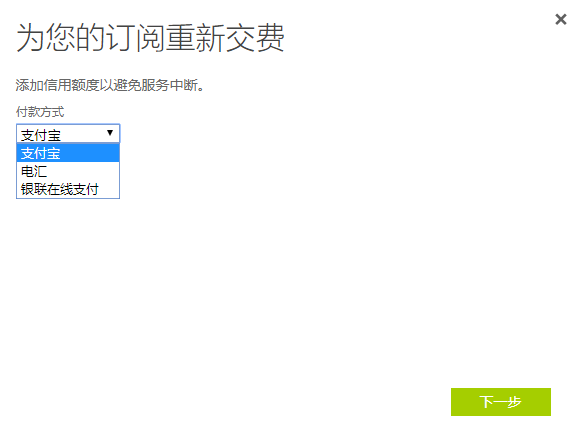 为您的订阅重新交费
添加信用额度以避免服务中断。
付款方式
支付宝
支付宝
电汇
银联在线支付
下一步